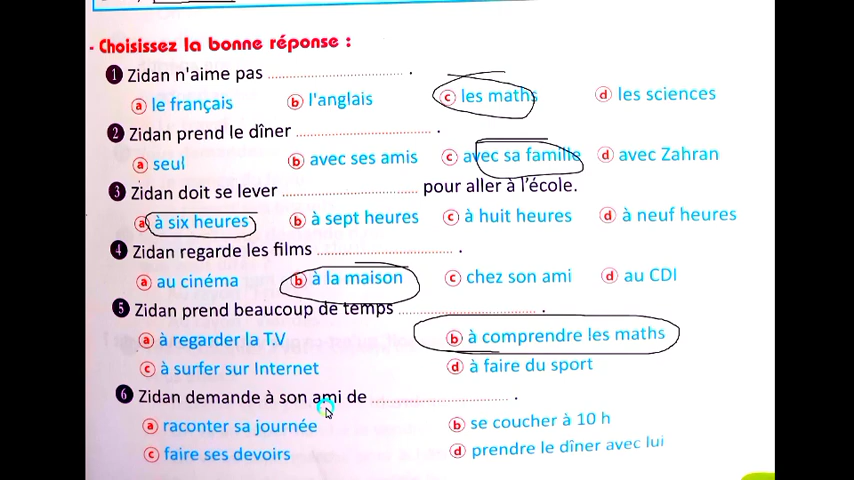 - Choisissez la bonne réponse :
1 Zidan n'aime pas ................................ .
a le français b l'anglais c les maths d les sciences
2 Zidan prend le dîner ................................ .
a seul b avec ses amis c avec sa famille d avec Zahran
3 Zidan doit se lever ................................ pour aller à l'école.
a à six heures b à sept heures c à huit heures d à neuf heures
4 Zidan regarde les films ................................ .
a au cinéma b à la maison c chez son ami d au CDI
5 Zidan prend beaucoup de temps ................................ .
a à regarder la T.V b à comprendre les maths
c à surfer sur Internet d à faire du sport
6 Zidan demande à son ami de ................................ .
a raconter sa journée b se coucher à 10 h
c faire ses devoirs d prendre le dîner avec lui